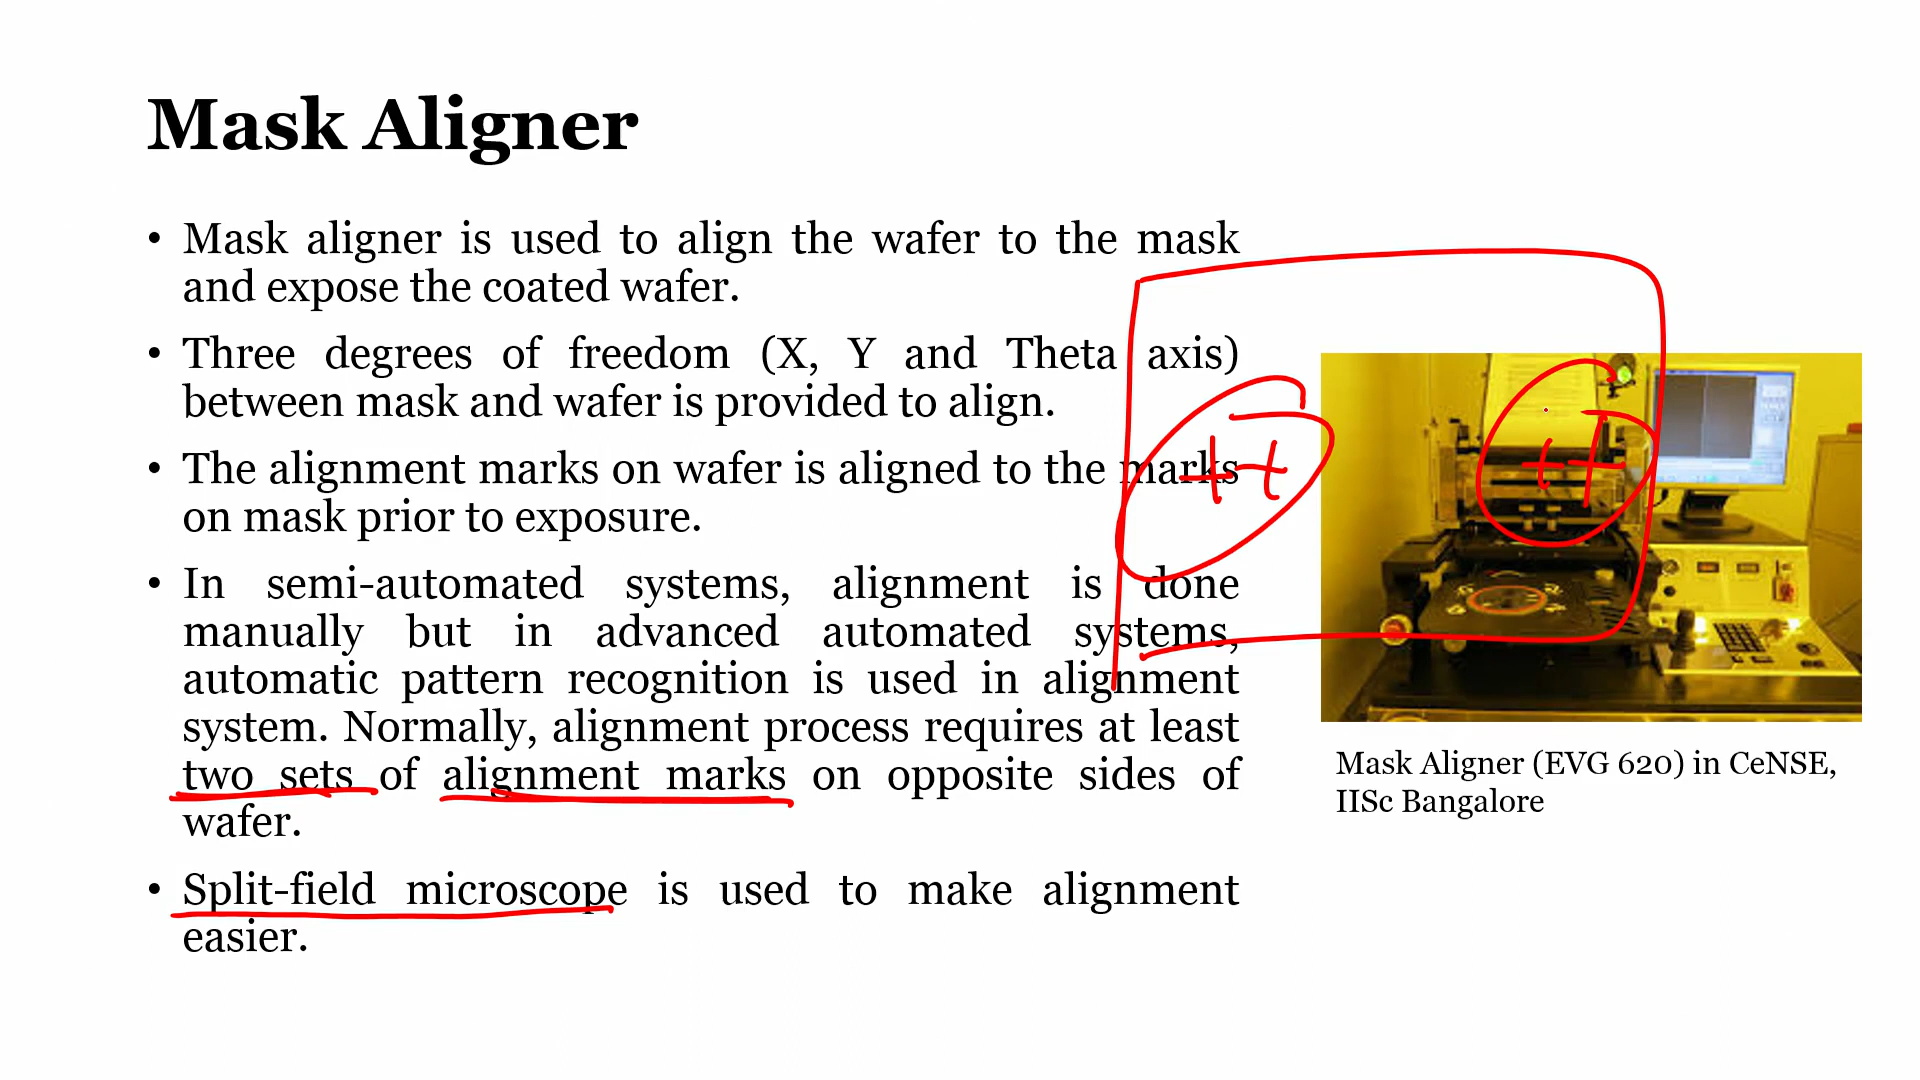 Mask Aligner
• Mask aligner is used to align the wafer to the mask
and expose the coated wafer.
• Three degrees of freedom (X, Y and Theta axis)
between mask and wafer is provided to align.
• The alignment marks on wafer is aligned to the marks
on mask prior to exposure.
• In semi-automated systems, alignment is done
manually but in advanced automated systems,
automatic pattern recognition is used in alignment
system. Normally, alignment process requires at least
two sets of alignment marks on opposite sides of
wafer.
• Split-field microscope is used to make alignment
easier.
++
++
Mask Aligner (EVG 620) in CeNSE,
IISc Bangalore